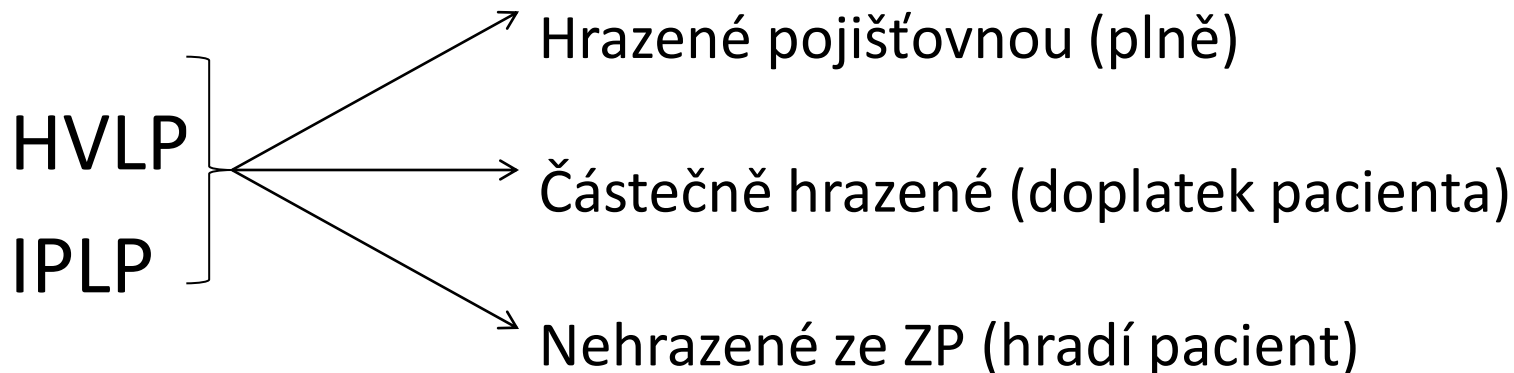 HVLP
IPLP
Hrazené pojišťovnou (plně)
Částečně hrazené (doplatek pacienta)
Nehrazené ze ZP (hradí pacient)